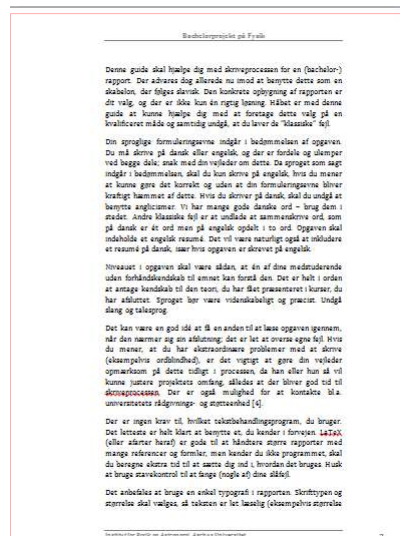 Bachelorprojekt på Fysik
Denne guide skal hjælpe dig med skriveprocessen for en (bachelor-)
rapport. Der advares dog allerede nu imod at benytte dette som en
skabelon, der følges slavisk. Den konkrete opbygning af rapporten er
dit valg, og der er ikke kun én rigtig løsning. Håbet er med denne
guide at kunne hjælpe dig med at foretage dette valg på en
kvalificeret måde og samtidig undgå, at du laver de "klassiske" fejl.
Din sproglige formuleringsevne indgår i bedømmelsen af opgaven.
Du må skrive på dansk eller engelsk, og der er fordele og ulemper
ved begge dele; snak med din vejleder om dette. Da sproget som sagt
indgår i bedømmelsen, skal du kun skrive på engelsk, hvis du mener
at kunne gøre det korrekt og uden at din formuleringsevne bliver
kraftigt hæmmet af dette. Hvis du skriver på dansk, skal du undgå at
benytte anglicismer. Vi har mange gode danske ord – brug dem i
stedet. Andre klassiske fejl er at undlade at sammenskrive ord, som
på dansk er ét ord men på engelsk opdelt i to ord. Opgaven skal
indeholde et engelsk resumé. Det vil være naturligt også at inkludere
et resumé på dansk, især hvis opgaven er skrevet på engelsk.
Niveauet i opgaven skal være sådan, at én af dine medstuderende
uden forhåndskendskab til emnet kan forstå den. Det er helt i orden
at antage kendskab til den teori, du har fået præsenteret i kurser, du
har afsluttet. Sproget bør være videnskabeligt og præcist. Undgå
slang og talesprog.
Det kan være en god idé at få en anden til at læse opgaven igennem,
når den nærmer sig sin afslutning; det er let at overse egne fejl. Hvis
du mener, at du har ekstraordinære problemer med at skrive
(eksempelvis ordblindhed), er det vigtigt at gøre din vejleder
opmærksom på dette tidligt i processen, da han eller hun så vil
kunne justere projektets omfang, således at der bliver god tid til
skriveprocessen. Der er også mulighed for at kontakte bl.a.
universitetets rådgivnings- og støtteenhed [4].
Der er ingen krav til, hvilket tekstbehandlingsprogram, du bruger.
Det letteste er helt klart at benytte et, du kender i forvejen. LaTeX
(eller afarter heraf) er gode til at håndtere større rapporter med
mange referencer og formler, men kender du ikke programmet, skal
du beregne ekstra tid til at sætte dig ind i, hvordan det bruges. Husk
at bruge stavekontrol til at fange (nogle af) dine slåfejl.
Det anbefales at bruge en enkel typografi i rapporten. Skrifttypen og
størrelse skal vælges, så teksten er let læselig (eksempelvis størrelse
Institut for Fysik og Astronomi, Aarhus Universitet